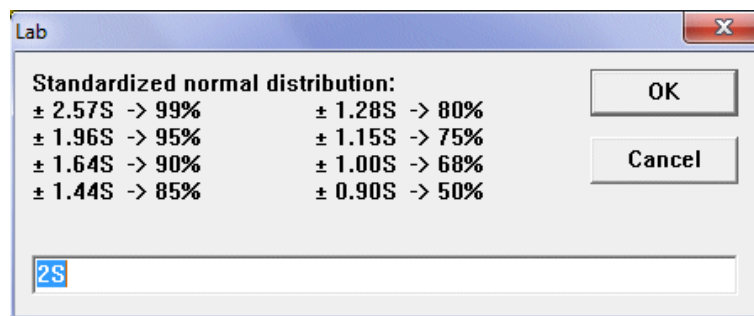 Lab
Standardized normal distribution:
± 2.57S -> 99% ± 1.28S -> 80%
± 1.96S -> 95% ± 1.15S -> 75%
± 1.64S -> 90% ± 1.00S -> 68%
± 1.44S -> 85% ± 0.90S -> 50%
OK
Cancel
2S